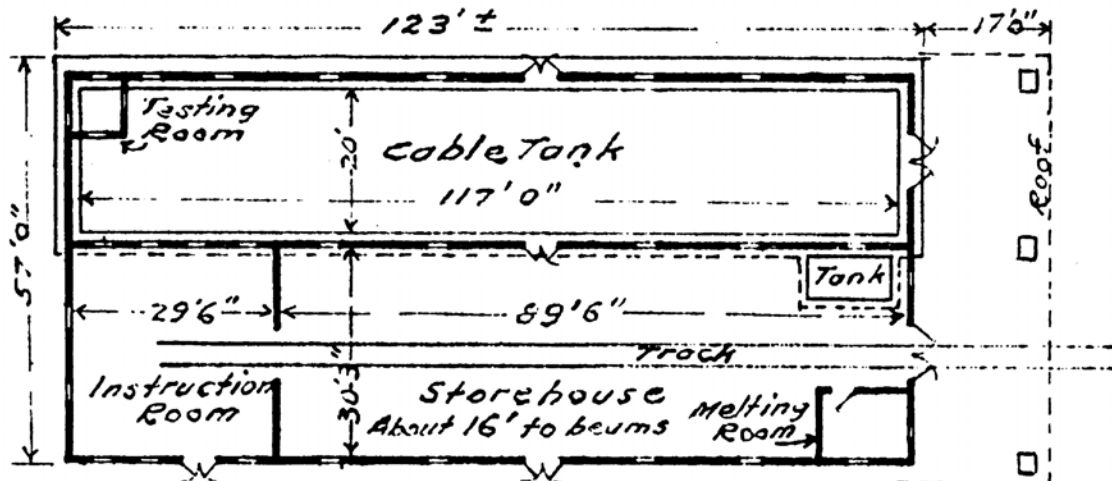 123' ±
17'0"
Testing
Room
20'
Cable Tank
117'0"
Roof
57'0"
Tank
29'6"
89'6"
Track
30'3"
Instruction
Room
Storehouse
About 16' to beums
Melting
Room